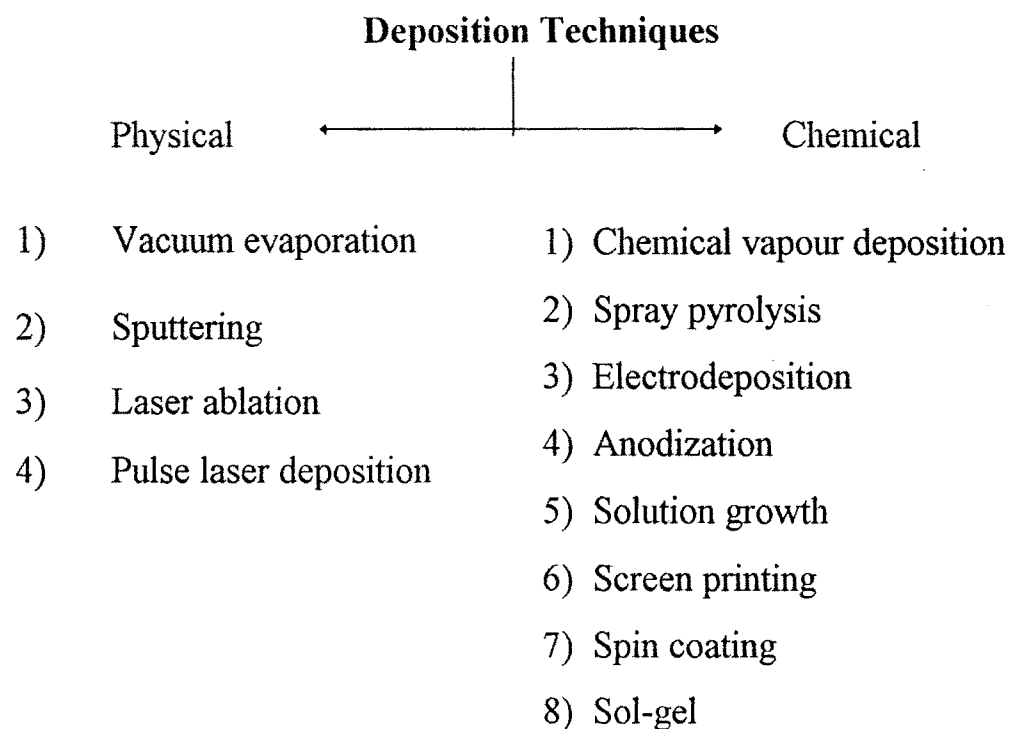 Deposition Techniques
Physical
Chemical
1) Vacuum evaporation
2) Sputtering
3) Laser ablation
4) Pulse laser deposition
1) Chemical vapour deposition
2) Spray pyrolysis
3) Electrodeposition
4) Anodization
5) Solution growth
6) Screen printing
7) Spin coating
8) Sol-gel